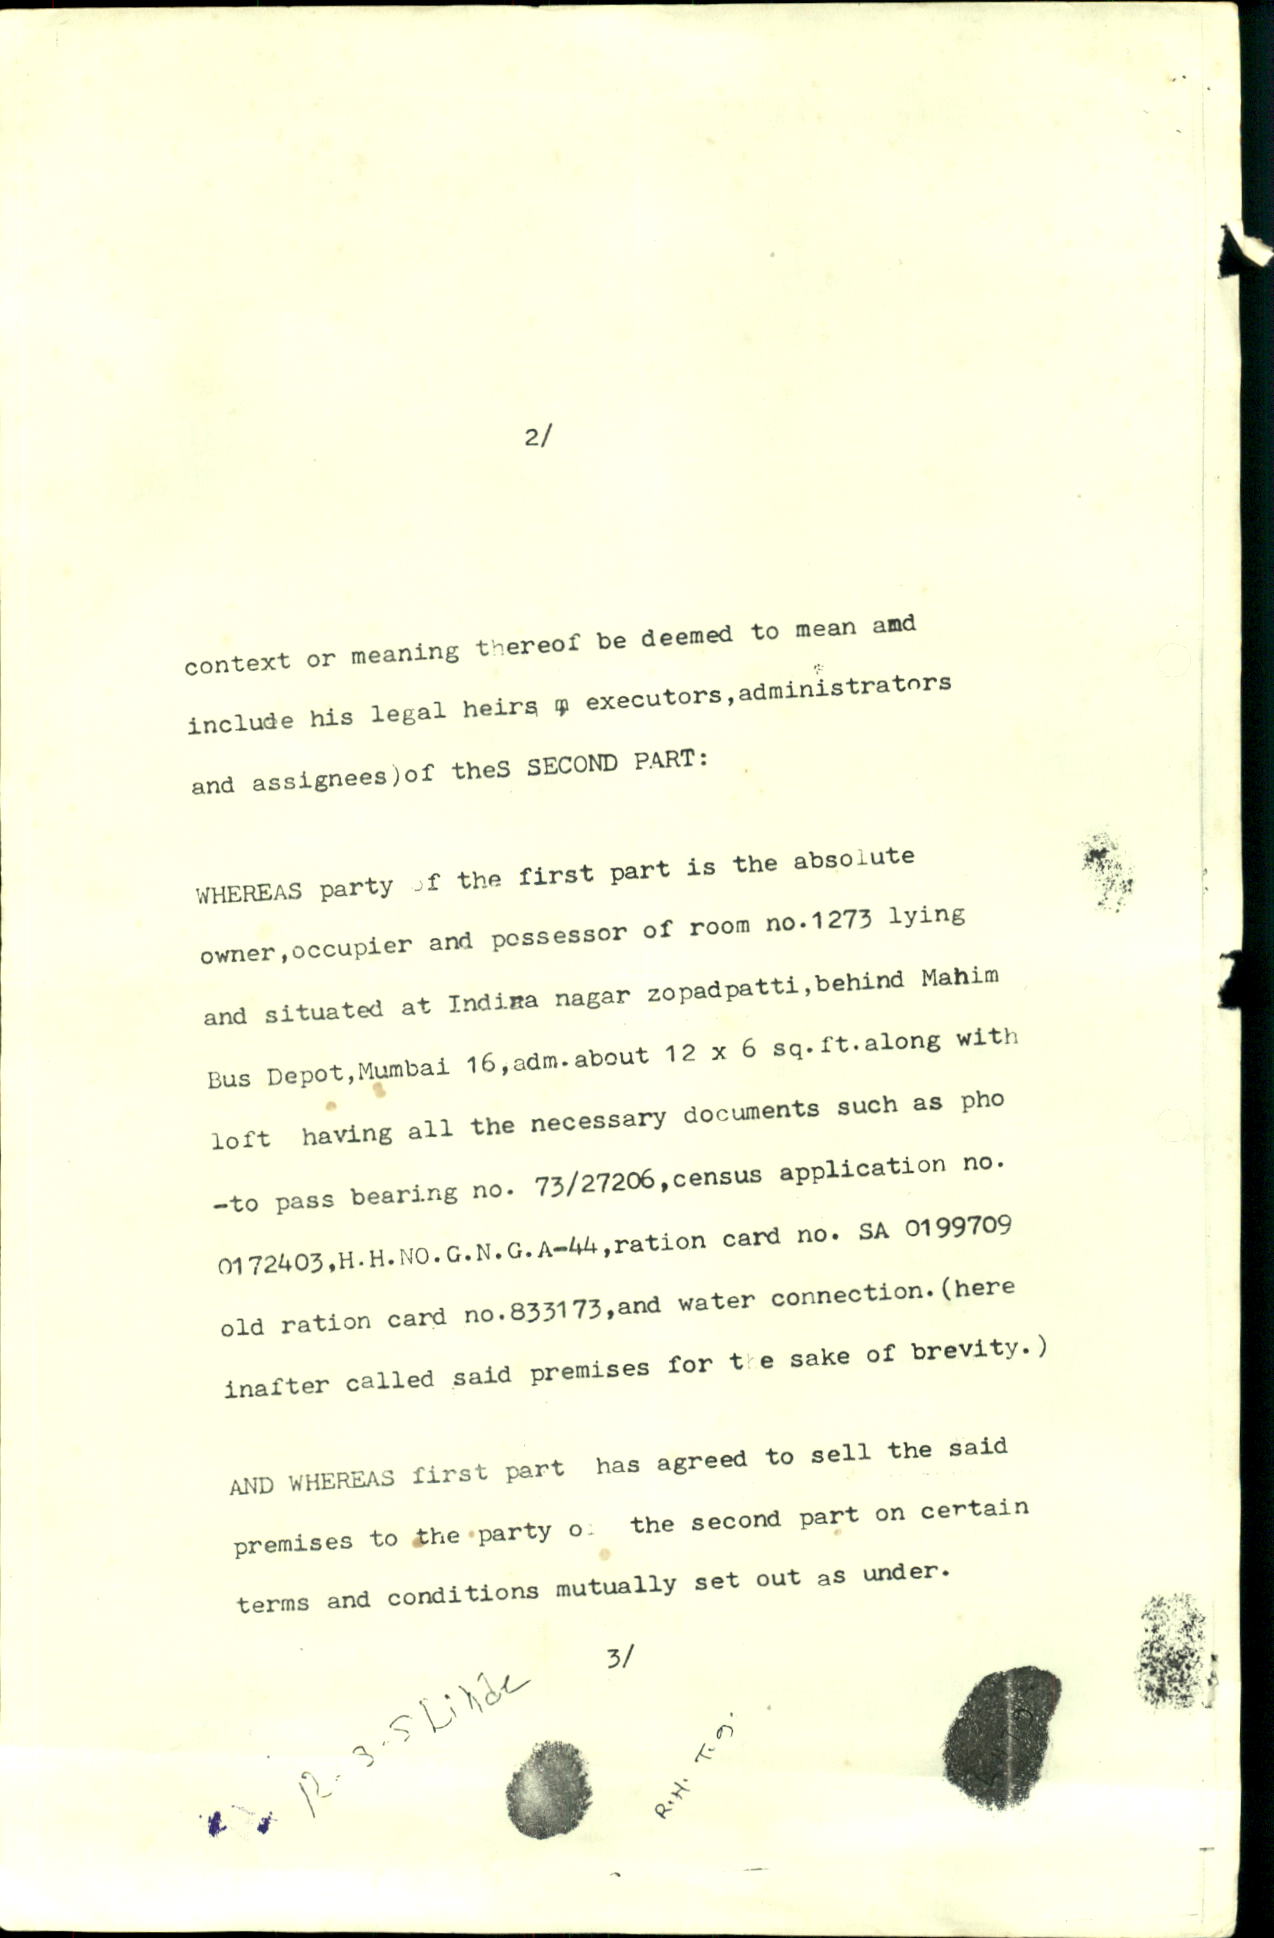 2/
context or meaning thereof be deemed to mean and
include his legal heirs executors,administrators
and assignees)of theS SECOND PART:
WHEREAS party of the first part is the absolute
owner,occupier and possessor of room no.1273 lying
and situated at Indira nagar zopadpatti,behind Mahim
Bus Depot,Mumbai 16,adm.about 12 x 6 sq.ft.along with
loft having all the necessary documents such as pho
-to pass bearing no. 73/27206,census application no.
0172403,H.H.NO.G.N.G.A-44,ration card no. SA 0199709
old ration card no.833173,and water connection.(here
inafter called said premises for the sake of brevity.)
AND WHEREAS first part has agreed to sell the said
premises to the party of the second part on certain
terms and conditions mutually set out as under.
3/
R.H. T.